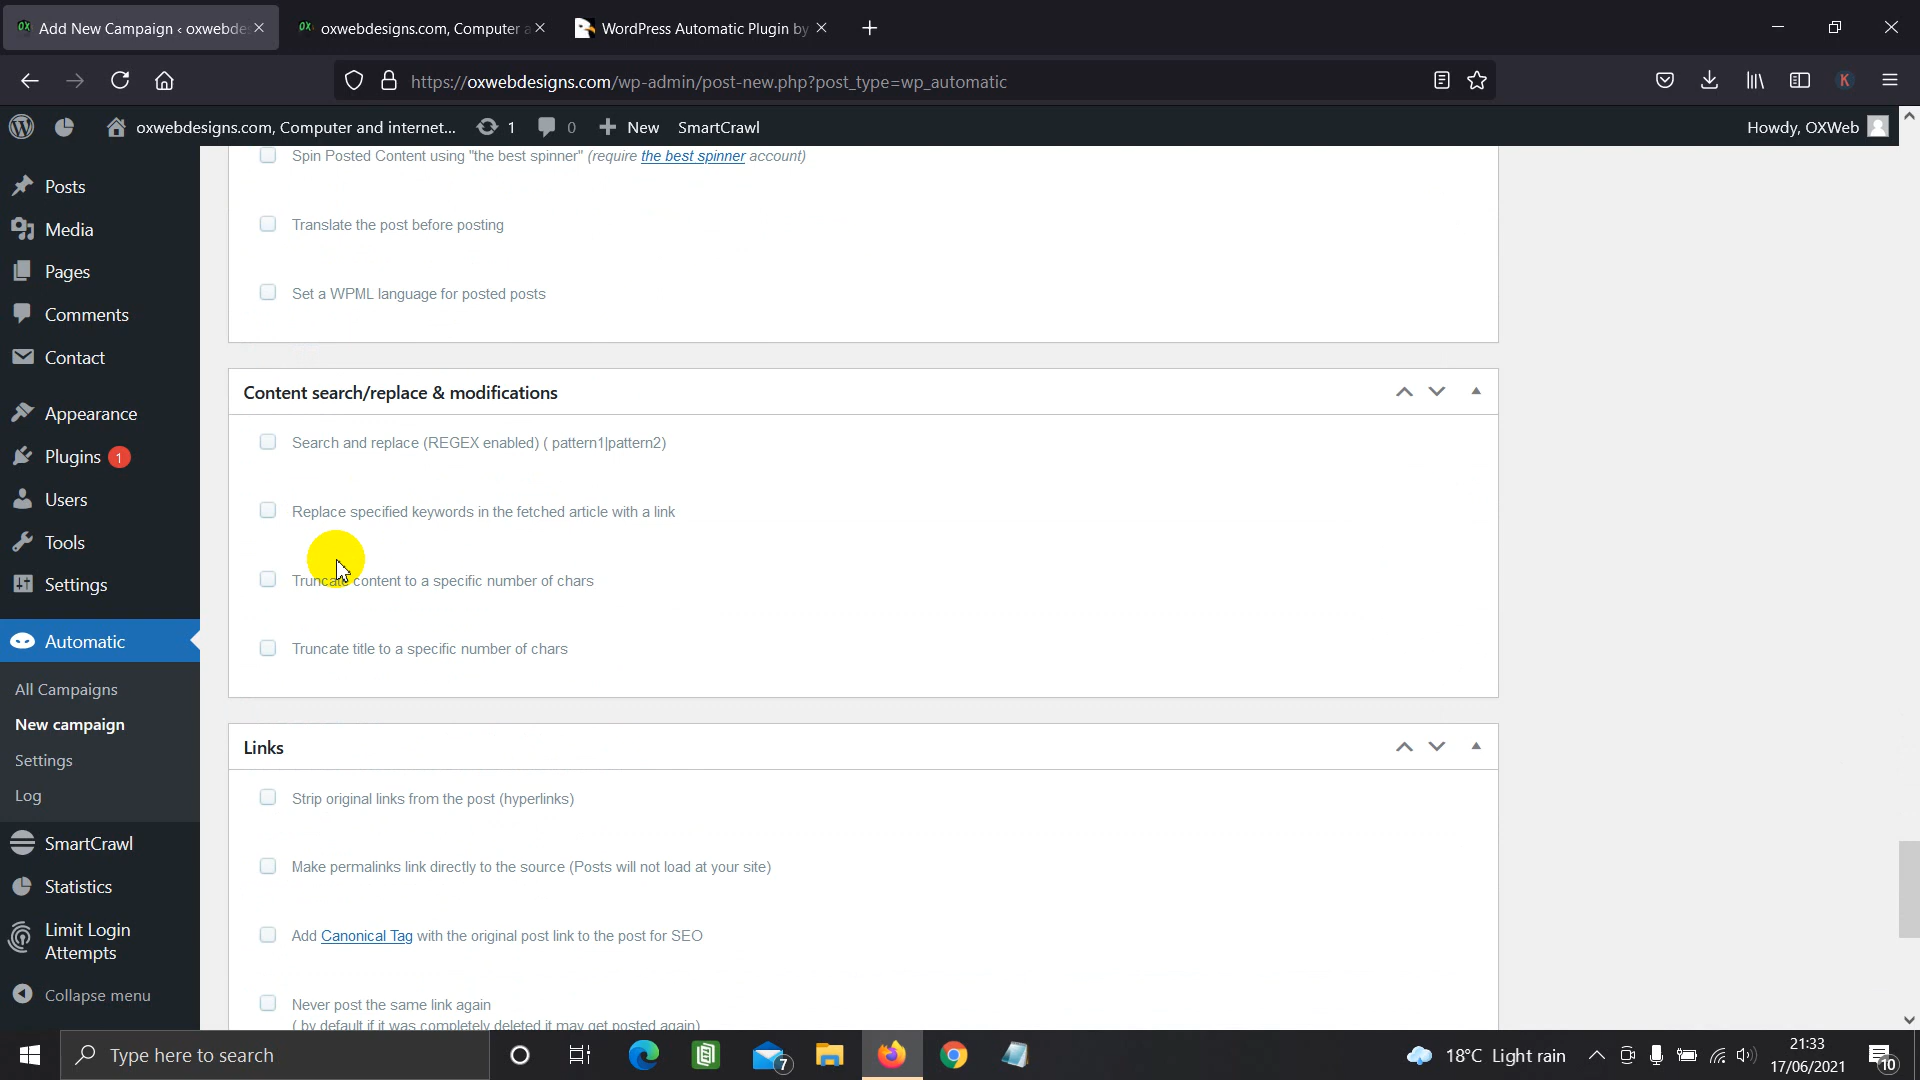 Add New Campaign ‹ oxwebde
oxwebdesigns.com, Computer a
WordPress Automatic Plugin by
https://oxwebdesigns.com/wp-admin/post-new.php?post_type=wp_automatic
K
oxwebdesigns.com, Computer and internet...
1
0
New
SmartCrawl
Howdy, OXWeb
Posts
Media
Pages
Comments
Contact
Appearance
Plugins 1
Users
Tools
Settings
Automatic
All Campaigns
New campaign
Settings
Log
SmartCrawl
Statistics
Limit Login
Attempts
Collapse menu
Spin Posted Content using "the best spinner" (require the best spinner account)
Translate the post before posting
Set a WPML language for posted posts
Content search/replace & modifications
Search and replace (REGEX enabled) ( pattern1|pattern2)
Replace specified keywords in the fetched article with a link
Truncate content to a specific number of chars
Truncate title to a specific number of chars
Links
Strip original links from the post (hyperlinks)
Make permalinks link directly to the source (Posts will not load at your site)
Add Canonical Tag with the original post link to the post for SEO
Never post the same link again
( by default if it was completely deleted it may get posted again)
Type here to search
7
18°C Light rain
21:33
17/06/2021
10